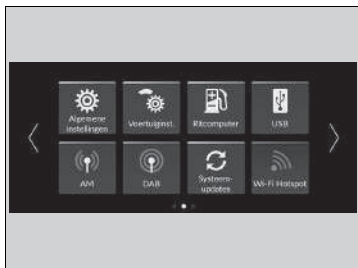 Algemene
instellingen
Voertuiginst.
Ritcomputer
USB
AM
DAB
Systeem-
updates
Wi-Fi Hotspot